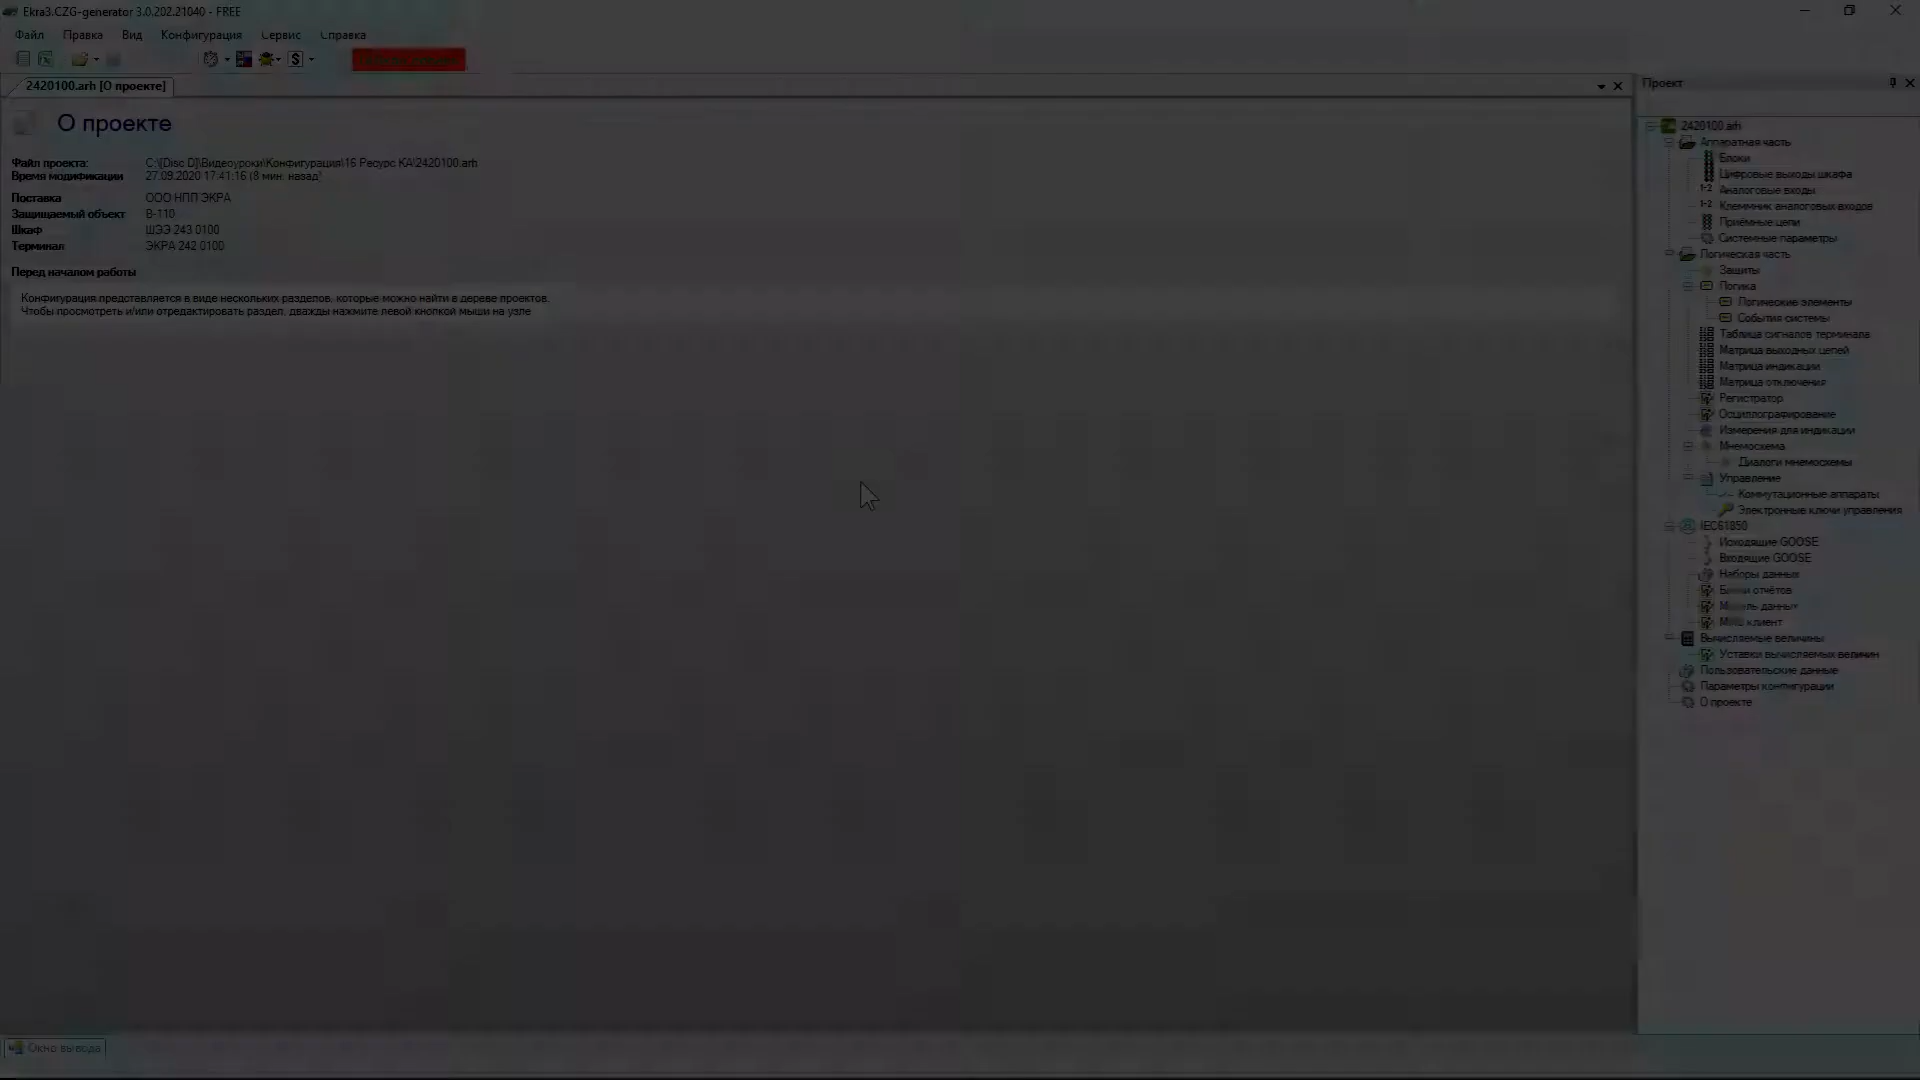 Ekra3.CZG-generator 3.0.202.21040 - FREE
Файл Правка Вид Конфигурация Сервис Справка
2420100.arh [О проекте]
О проекте
Файл проекта: C:\[Disc D]\Видеоуроки\Конфигурация\16 Ресурс КА\2420100.arh
Время модификации 27.09.2020 17:41:16 (8 мин. назад)
Поставка ООО НПП ЭКРА
Защищаемый объект В-110
Шкаф ШЭЭ 243 0100
Терминал ЭКРА 242 0100
Перед началом работы
Конфигурация представляется в виде нескольких разделов, которые можно найти в дереве проектов.
Чтобы просмотреть и/или отредактировать раздел, дважды нажмите левой кнопкой мыши на узле
Проект
2420100.arh
Аппаратная часть
Блоки
Цифровые выходы шкафа
1-2 Аналоговые входы
1-2 Клеммник аналоговых входов
Приёмные цепи
Системные параметры
Логическая часть
Защиты
Логика
Логические элементы
События системы
Таблица сигналов терминала
Матрица выходных цепей
Матрица индикации
Матрица отключения
Регистратор
Осциллографирование
Измерения для индикации
Мнемосхема
Диалоги мнемосхемы
Управление
Коммутационные аппараты
Электронные ключи управления
IEC61850
Исходящие GOOSE
Входящие GOOSE
Наборы данных
Блоки отчётов
Модель данных
MMS клиент
Вычисляемые величины
Уставки вычисляемых величин
Пользовательские данные
Параметры конфигурации
О проекте
Окно вывода